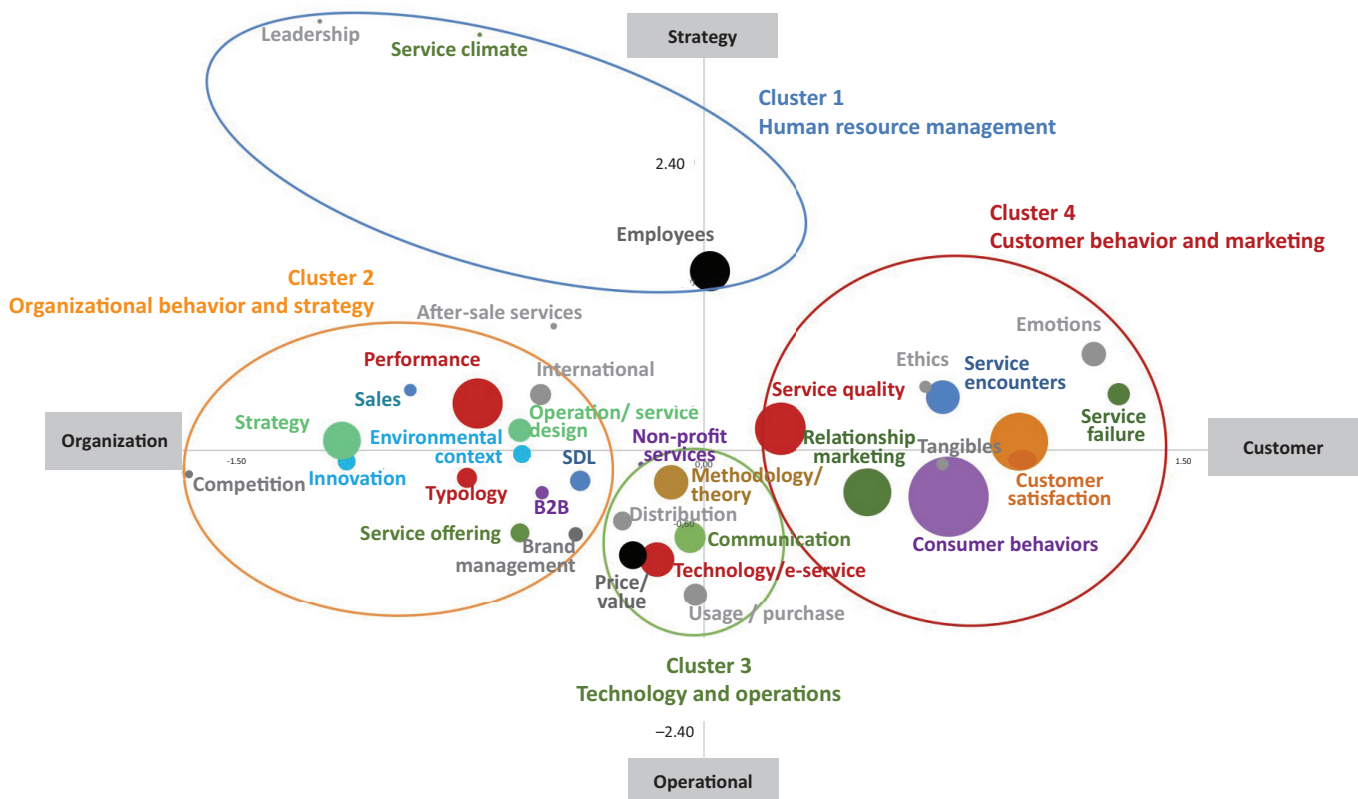 Leadership
Strategy
Service climate
Cluster 1
Human resource management
2.40
Employees
Cluster 4
Customer behavior and marketing
Cluster 2
Organizational behavior and strategy
After-sale services
Emotions
Performance
International
Ethics
Service
encounters
Sales
Service quality
Strategy
Operation/ service
design
Service
failure
Environmental
context
Non-profit
services
Relationship
marketing
Tangibles
Organization
Customer
-1.50
0,00
1.50
SDL
Competition
Innovation
Typology
Methodology/
theory
Customer
satisfaction
B2B
Distribution
-0.60
Service offering
Brand
management
Communication
Consumer behaviors
Technology/e-service
Price/
value
Usage / purchase
Cluster 3
Technology and operations
–2.40
Operational